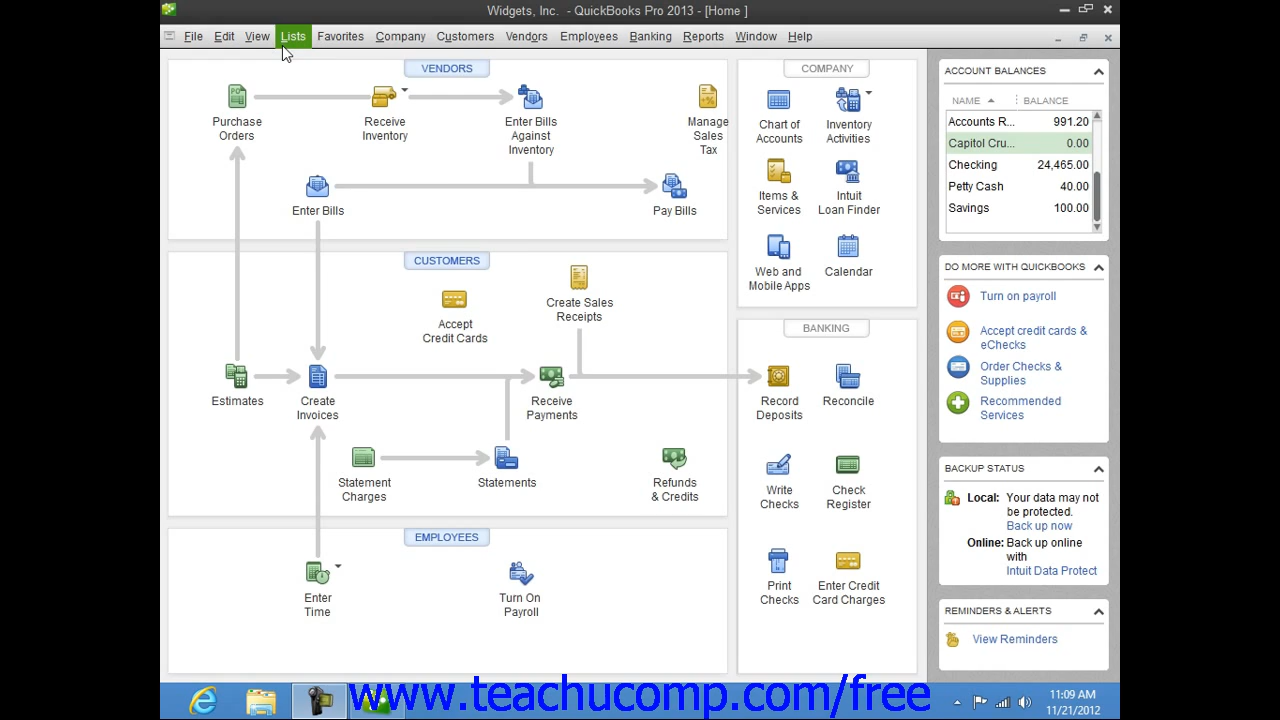 Widgets, Inc. - QuickBooks Pro 2013 - [Home ]
File Edit View Lists Favorites Company Customers Vendors Employees Banking Reports Window Help
VENDORS
Purchase
Orders
Receive
Inventory
Enter Bills
Against
Inventory
Manage
Sales
Tax
Enter Bills
Pay Bills
CUSTOMERS
Accept
Credit Cards
Create Sales
Receipts
Estimates
Create
Invoices
Receive
Payments
Statement
Charges
Statements
Refunds
& Credits
EMPLOYEES
Enter
Time
Turn On
Payroll
COMPANY
Chart of
Accounts
Inventory
Activities
Items &
Services
Intuit
Loan Finder
Web and
Mobile Apps
Calendar
BANKING
Record
Deposits
Reconcile
Write
Checks
Check
Register
Print
Checks
Enter Credit
Card Charges
ACCOUNT BALANCES
NAME BALANCE
Accounts R... 991.20
Capitol Cru... 0.00
Checking 24,465.00
Petty Cash 40.00
Savings 100.00
DO MORE WITH QUICKBOOKS
Turn on payroll
Accept credit cards &
eChecks
Order Checks &
Supplies
Recommended
Services
BACKUP STATUS
Local: Your data may not
be protected.
Back up now
Online: Back up online
with
Intuit Data Protect
REMINDERS & ALERTS
View Reminders
www.teachucomp.com/free
11:09 AM
11/21/2012